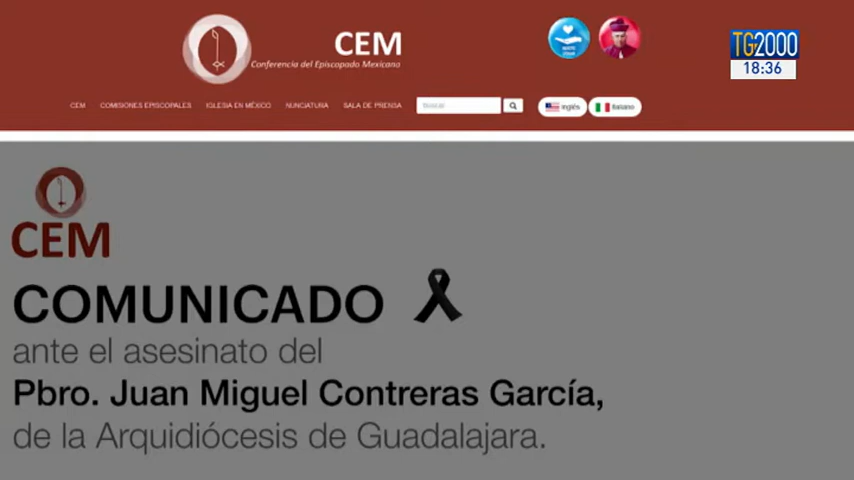 CEM
Conferencia del Episcopado Mexicano
TG2000
18:36
CEM
COMISIONES EPISCOPALES
IGLESIA EN MÉXICO
NUNCIATURA
SALA DE PRENSA
Buscar
Inglés
Italiano
CEM
COMUNICADO
ante el asesinato del
Pbro. Juan Miguel Contreras García,
de la Arquidiócesis de Guadalajara.